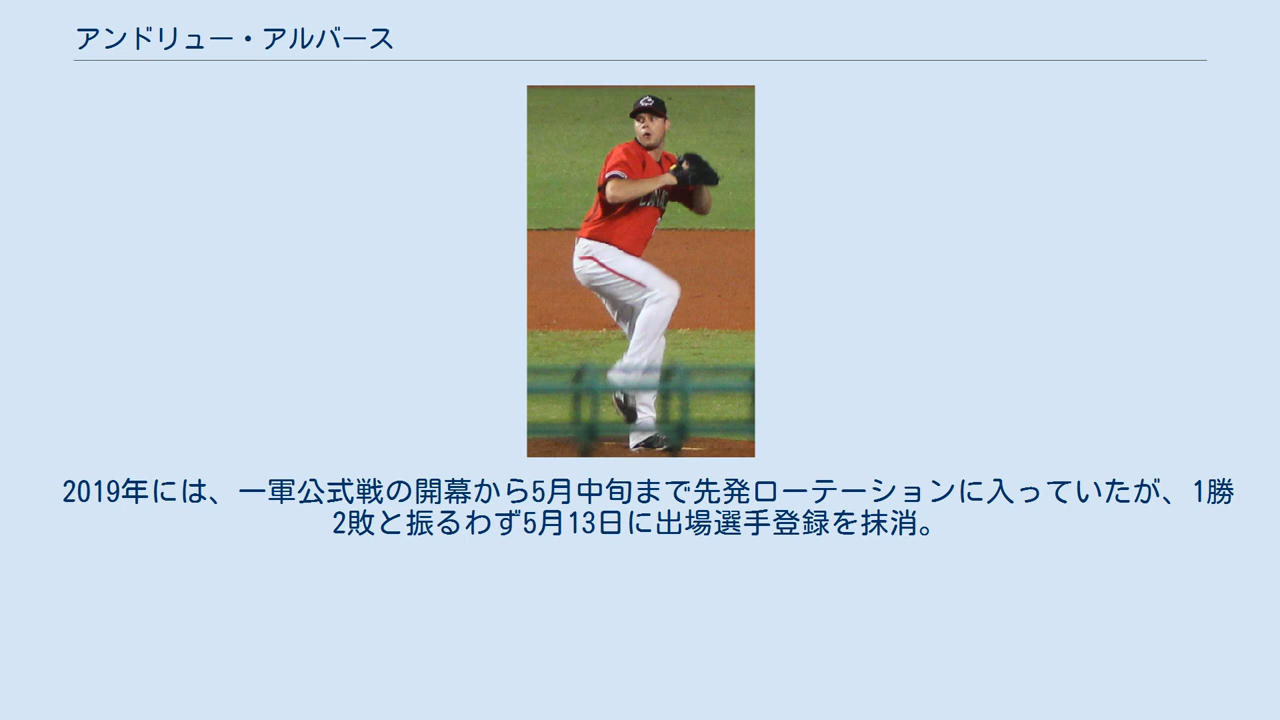 アンドリュー・アルバース
2019年には、一軍公式戦の開幕から5月中旬まで先発ローテーションに入っていたが、1勝
2敗と振るわず5月13日に出場選手登録を抹消。